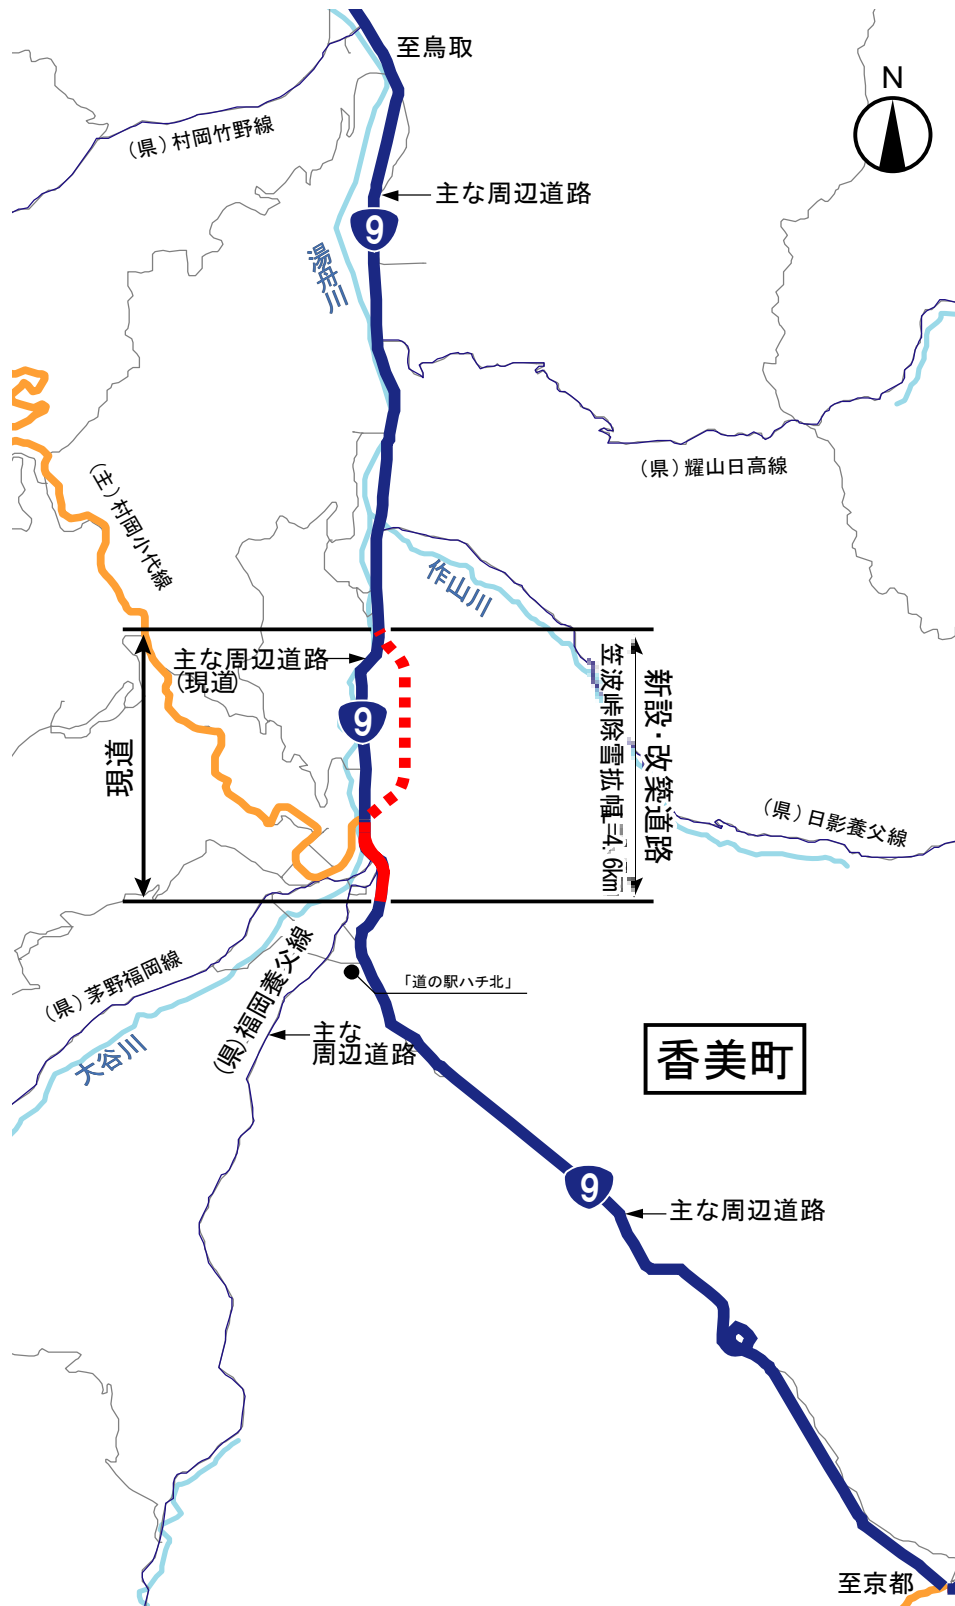 至鳥取
N
(県)村岡竹野線
主な周辺道路
9
湯舟川
(県)耀山日高線
(主)村岡小代線
作山川
主な周辺道路
(現道)
9
現道
笠波峠除雪拡幅L=4.6km
新設・改築道路
(県)日影養父線
(県)茅野福岡線
大谷川
(県)福岡養父線
「道の駅ハチ北」
主な
周辺道路
香美町
9
主な周辺道路
至京都